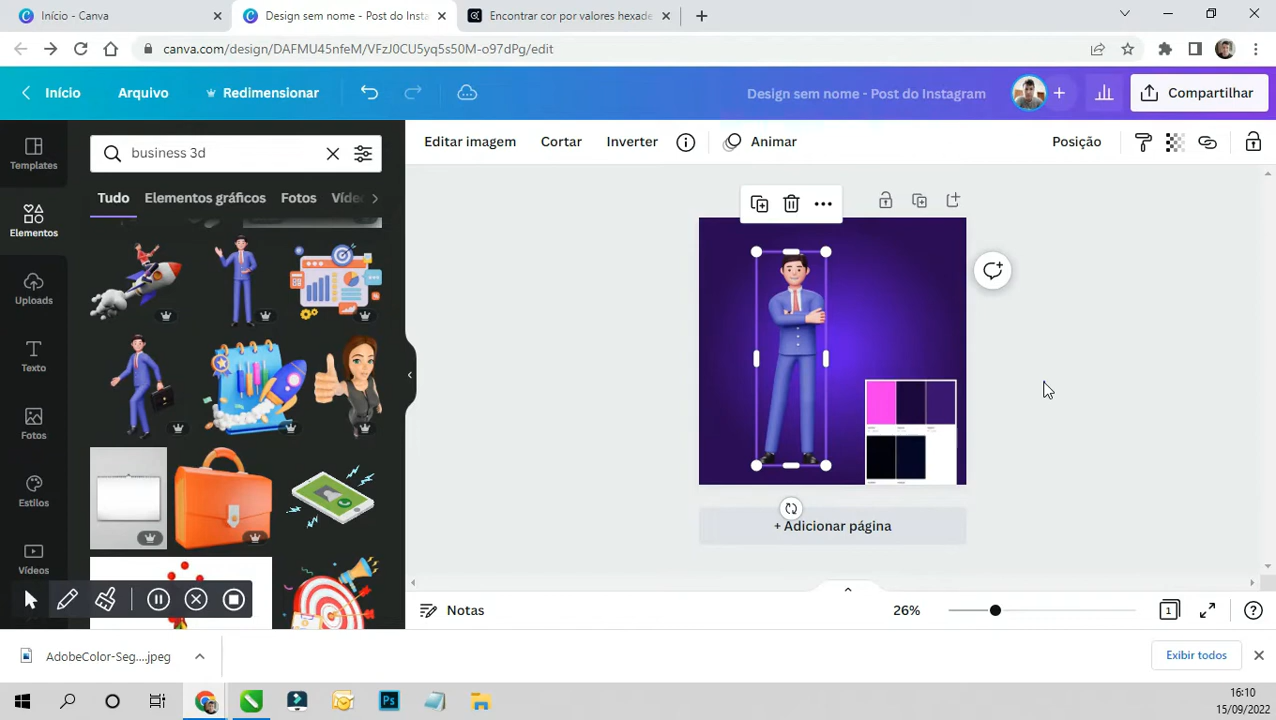 Início - Canva
Design sem nome - Post do Insta
Encontrar cor por valores hexade
canva.com/design/DAFMU45nfeM/VFzJ0CU5yq5s50M-o97dPg/edit
Início
Arquivo
Redimensionar
Design sem nome - Post do Instagram
Compartilhar
Templates
business 3d
Editar imagem
Cortar
Inverter
Animar
Posição
Tudo
Elementos gráficos
Fotos
Víde
Elementos
Uploads
Texto
Fotos
Estilos
Vídeos
+ Adicionar página
Notas
26%
1
AdobeColor-Seg....jpeg
Exibir todos
Ps
16:10
15/09/2022